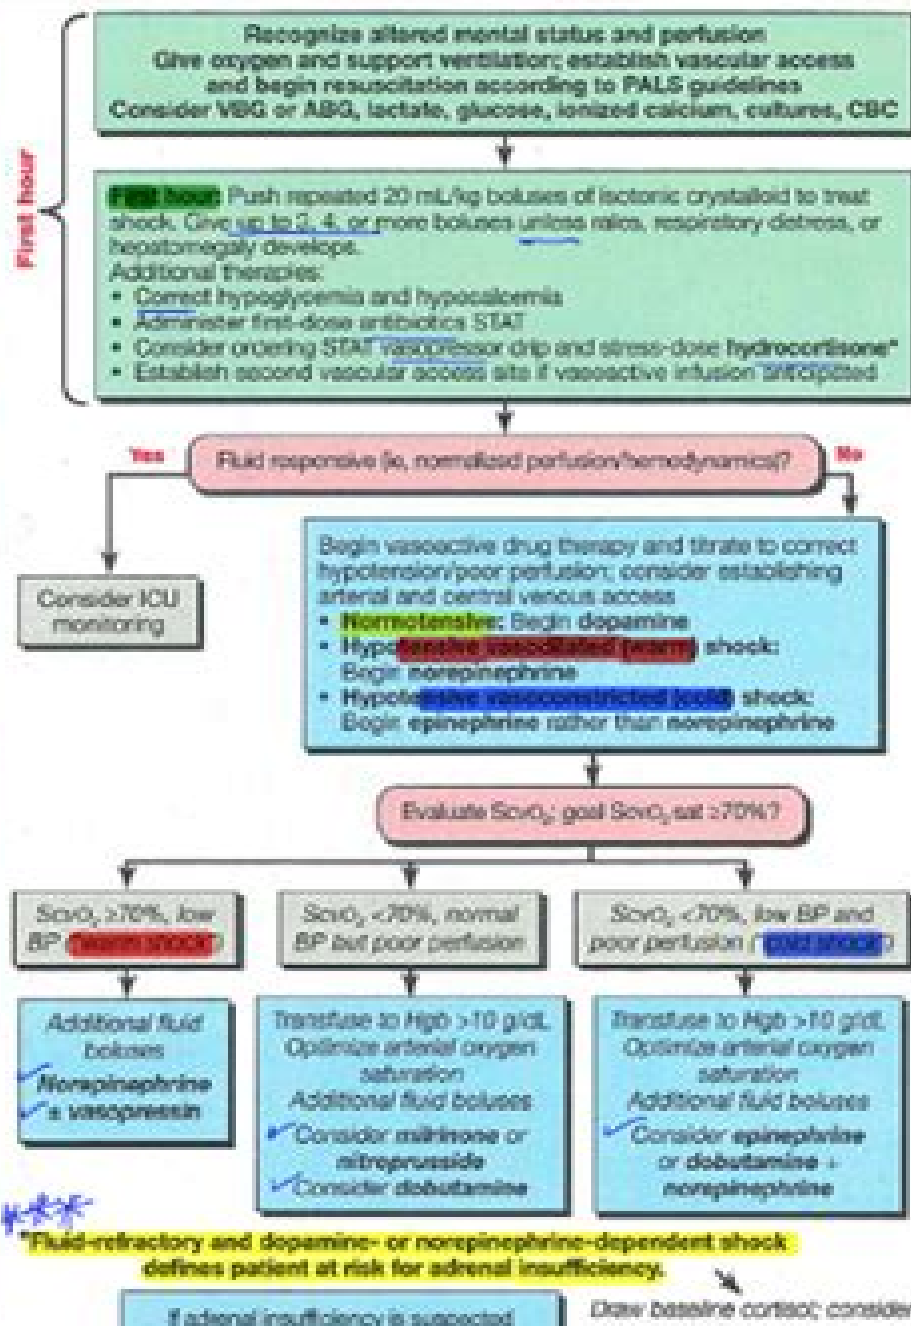 Recognize altered mental status and perfusion
Give oxygen and support ventilation; establish vascular access
and begin resuscitation according to PALS guidelines
Consider VBG or ABG, lactate, glucose, ionized calcium, cultures, CBC
First hour
First hour: Push repeated 20 mL/kg boluses of isotonic crystalloid to treat
shock. Give up to 3, 4, or more boluses unless rales, respiratory distress, or
hepatomegaly develops.
Additional therapies:
• Correct hypoglycemia and hypocalcemia
• Administer first-dose antibiotics STAT
• Consider ordering STAT vasopressor drip and stress-dose hydrocortisone*
• Establish second vascular access site if vasoactive infusion anticipated
Yes
Fluid responsive (ie, normalized perfusion/hemodynamics)?
No
Consider ICU
monitoring
Begin vasoactive drug therapy and titrate to correct
hypotension/poor perfusion; consider establishing
arterial and central venous access
• Normotensive: Begin dopamine
• Hypotensive vasodilated (warm) shock:
Begin norepinephrine
• Hypotensive vasoconstricted (cold) shock:
Begin epinephrine rather than norepinephrine
Evaluate ScvO₂; goal ScvO₂ sat ≥70%?
ScvO₂ ≥70%, low
BP ("warm shock")
ScvO₂ <70%, normal
BP but poor perfusion
ScvO₂ <70%, low BP and
poor perfusion ("cold shock")
Additional fluid
boluses
Norepinephrine
± vasopressin
Transfuse to Hgb >10 g/dL
Optimize arterial oxygen
saturation
Additional fluid boluses
Consider milrinone or
nitroprusside
Consider dobutamine
Transfuse to Hgb >10 g/dL
Optimize arterial oxygen
saturation
Additional fluid boluses
Consider epinephrine
or dobutamine +
norepinephrine
*Fluid-refractory and dopamine- or norepinephrine-dependent shock
defines patient at risk for adrenal insufficiency.
If adrenal insufficiency is suspected
Draw baseline cortisol; consider